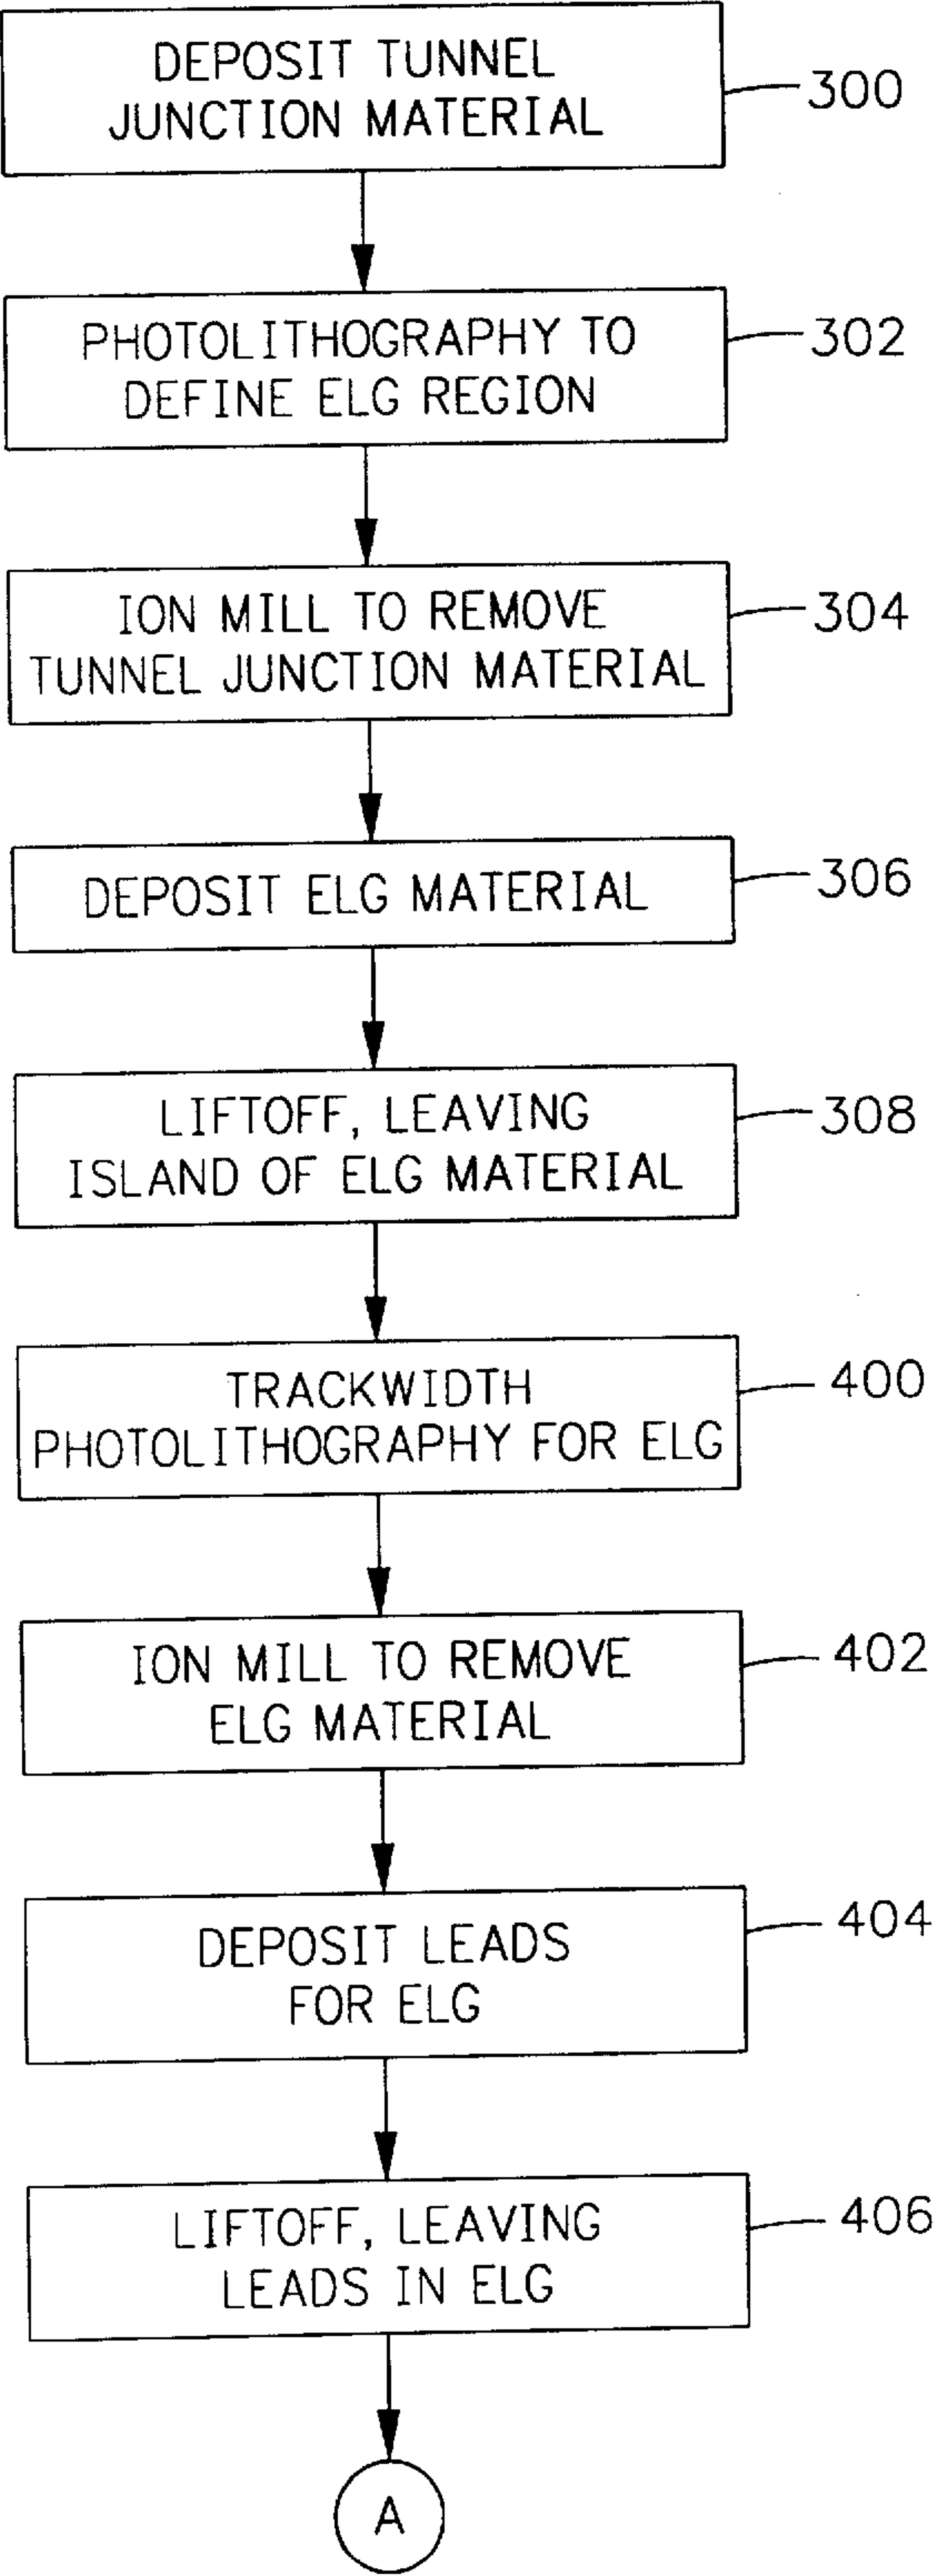 DEPOSIT TUNNEL
JUNCTION MATERIAL
300
PHOTOLITHOGRAPHY TO
DEFINE ELG REGION
302
ION MILL TO REMOVE
TUNNEL JUNCTION MATERIAL
304
DEPOSIT ELG MATERIAL
306
LIFTOFF, LEAVING
ISLAND OF ELG MATERIAL
308
TRACKWIDTH
PHOTOLITHOGRAPHY FOR ELG
400
ION MILL TO REMOVE
ELG MATERIAL
402
DEPOSIT LEADS
FOR ELG
404
LIFTOFF, LEAVING
LEADS IN ELG
406
A